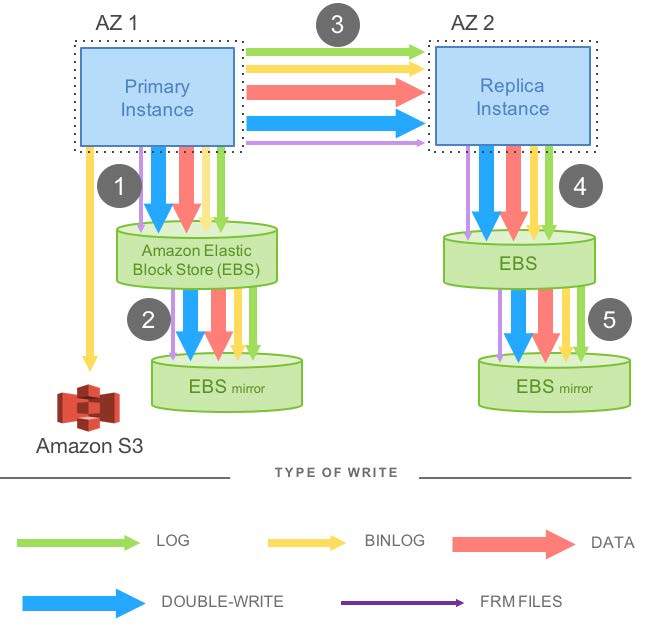 AZ 1
3
AZ 2
Primary
Instance
Replica
Instance
1
4
Amazon Elastic
Block Store (EBS)
EBS
2
5
EBS mirror
EBS mirror
Amazon S3
TYPE OF WRITE
LOG
BINLOG
DATA
DOUBLE-WRITE
FRM FILES